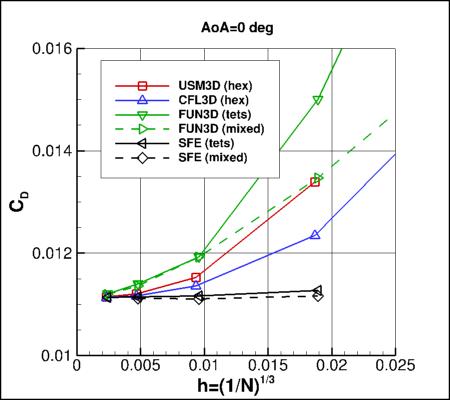 AoA=0 deg
0.016
0.014
0.012
0.01
C_D
USM3D (hex)
CFL3D (hex)
FUN3D (tets)
FUN3D (mixed)
SFE (tets)
SFE (mixed)
0 0.005 0.01 0.015 0.02 0.025
h=(1/N)^1/3